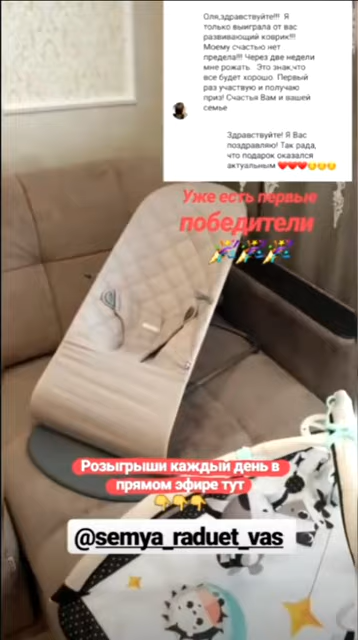 Оля,здравствуйте!!! Я
только выиграла от вас
развивающий коврик!!!
Моему счастью нет
предела!!! Через две недели
мне рожать. Это знак,что
все будет хорошо. Первый
раз участвую и получаю
приз! Счастья Вам и вашей
семье
Здравствуйте! Я Вас
поздравляю! Так рада,
что подарок оказался
актуальным ❤️❤️❤️😊😊😊
Уже есть первые
победители
🎉🎉🎉
Розыгрыши каждый день в
прямом эфире тут
👇👇👇
@semya_raduet_vas